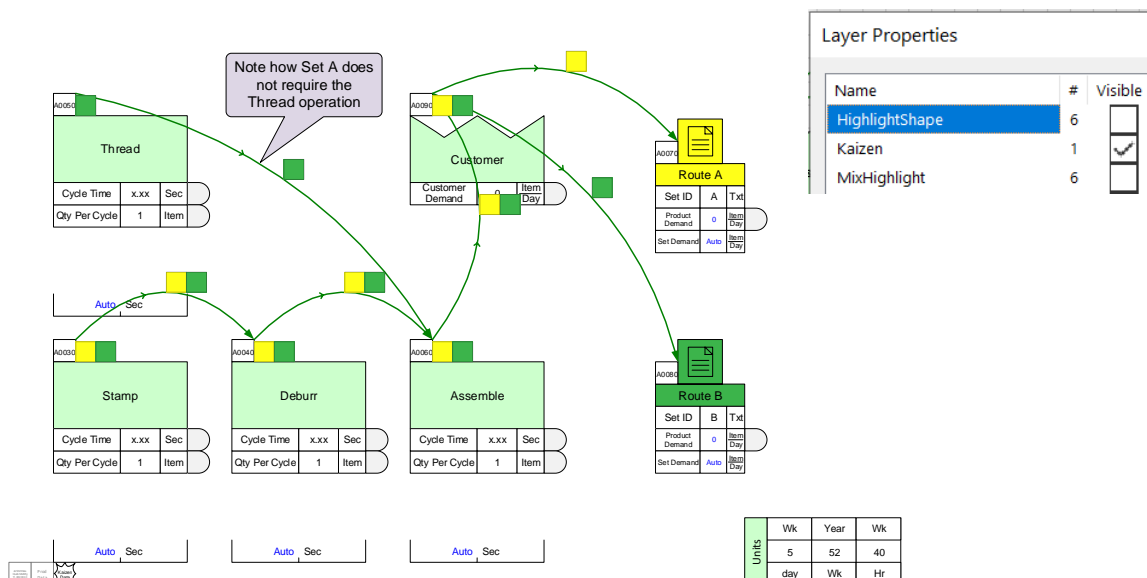 Layer Properties
Name # Visible
HighlightShape 6
Kaizen 1
MixHighlight 6
Note how Set A does
not require the
Thread operation
A0050
Thread
Cycle Time x.xx Sec
Qty Per Cycle 1 Item
A0090
Customer
Customer
Demand 0 Item
Day
A0070
Route A
Set ID A Txt
Product
Demand 0 Item
Day
Set Demand Auto Item
Day
Auto Sec
A0030
Stamp
Cycle Time x.xx Sec
Qty Per Cycle 1 Item
A0040
Deburr
Cycle Time x.xx Sec
Qty Per Cycle 1 Item
A0060
Assemble
Cycle Time x.xx Sec
Qty Per Cycle 1 Item
A0080
Route B
Set ID B Txt
Product
Demand 0 Item
Day
Set Demand Auto Item
Day
Auto Sec
Auto Sec
Auto Sec
Units
Wk Year Wk
5 52 40
day Wk Hr